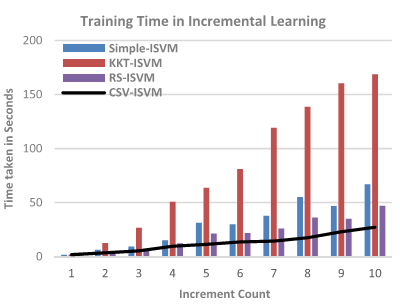 Training Time in Incremental Learning
200
150
100
50
0
Time taken in Seconds
Simple-ISVM
KKT-ISVM
RS-ISVM
CSV-ISVM
1 2 3 4 5 6 7 8 9 10
Increment Count